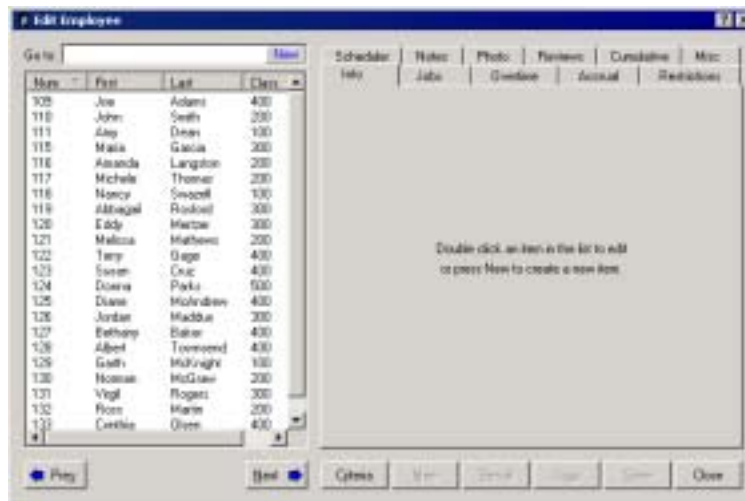 Edit Employee
Go to New
Num First Last Class
109 Joe Adams 400
110 John Smith 200
111 Amy Dean 100
115 Maria Garcia 300
116 Amanda Langston 200
117 Michele Thomas 200
118 Nancy 100
119 Abbagail 300
120 Eddy 300
121 Melissa Mathews 200
122 Terry Gage 400
123 Susan Cruz 400
124 Donna Parks 500
125 Diane McAndrew 400
126 Jordan Maddux 300
127 Bethany Baker 400
128 Albert Townsend 400
129 Garth McKnight 100
130 Norman McGraw 200
131 Virgil Rogers 300
132 Ross Martin 200
133 Cynthia Olsen 400
Prev Next
Scheduler Notes Photo Reviews Cumulative Misc
Info Jobs Overtime Accrual Restrictions
Double click an item in the list to edit
or press New to create a new item.
Criteria Close